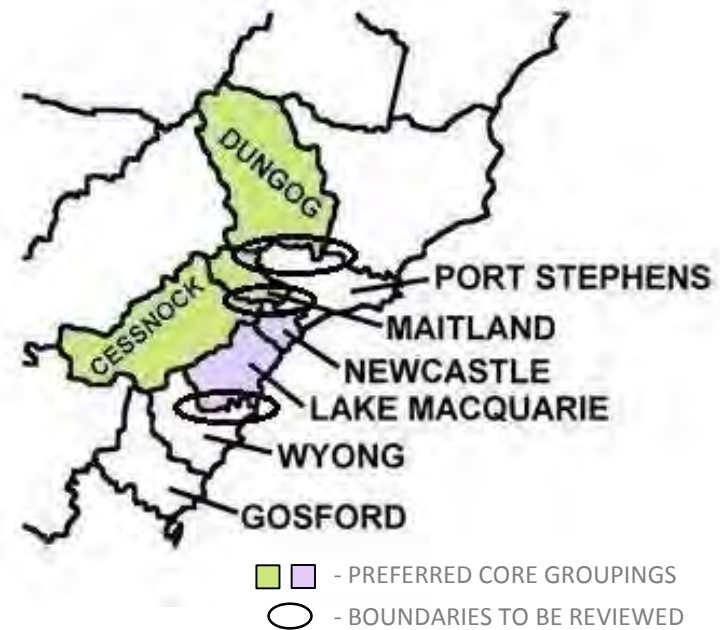 DUNGOG
PORT STEPHENS
CESSNOCK
MAITLAND
NEWCASTLE
LAKE MACQUARIE
WYONG
GOSFORD
- PREFERRED CORE GROUPINGS
- BOUNDARIES TO BE REVIEWED